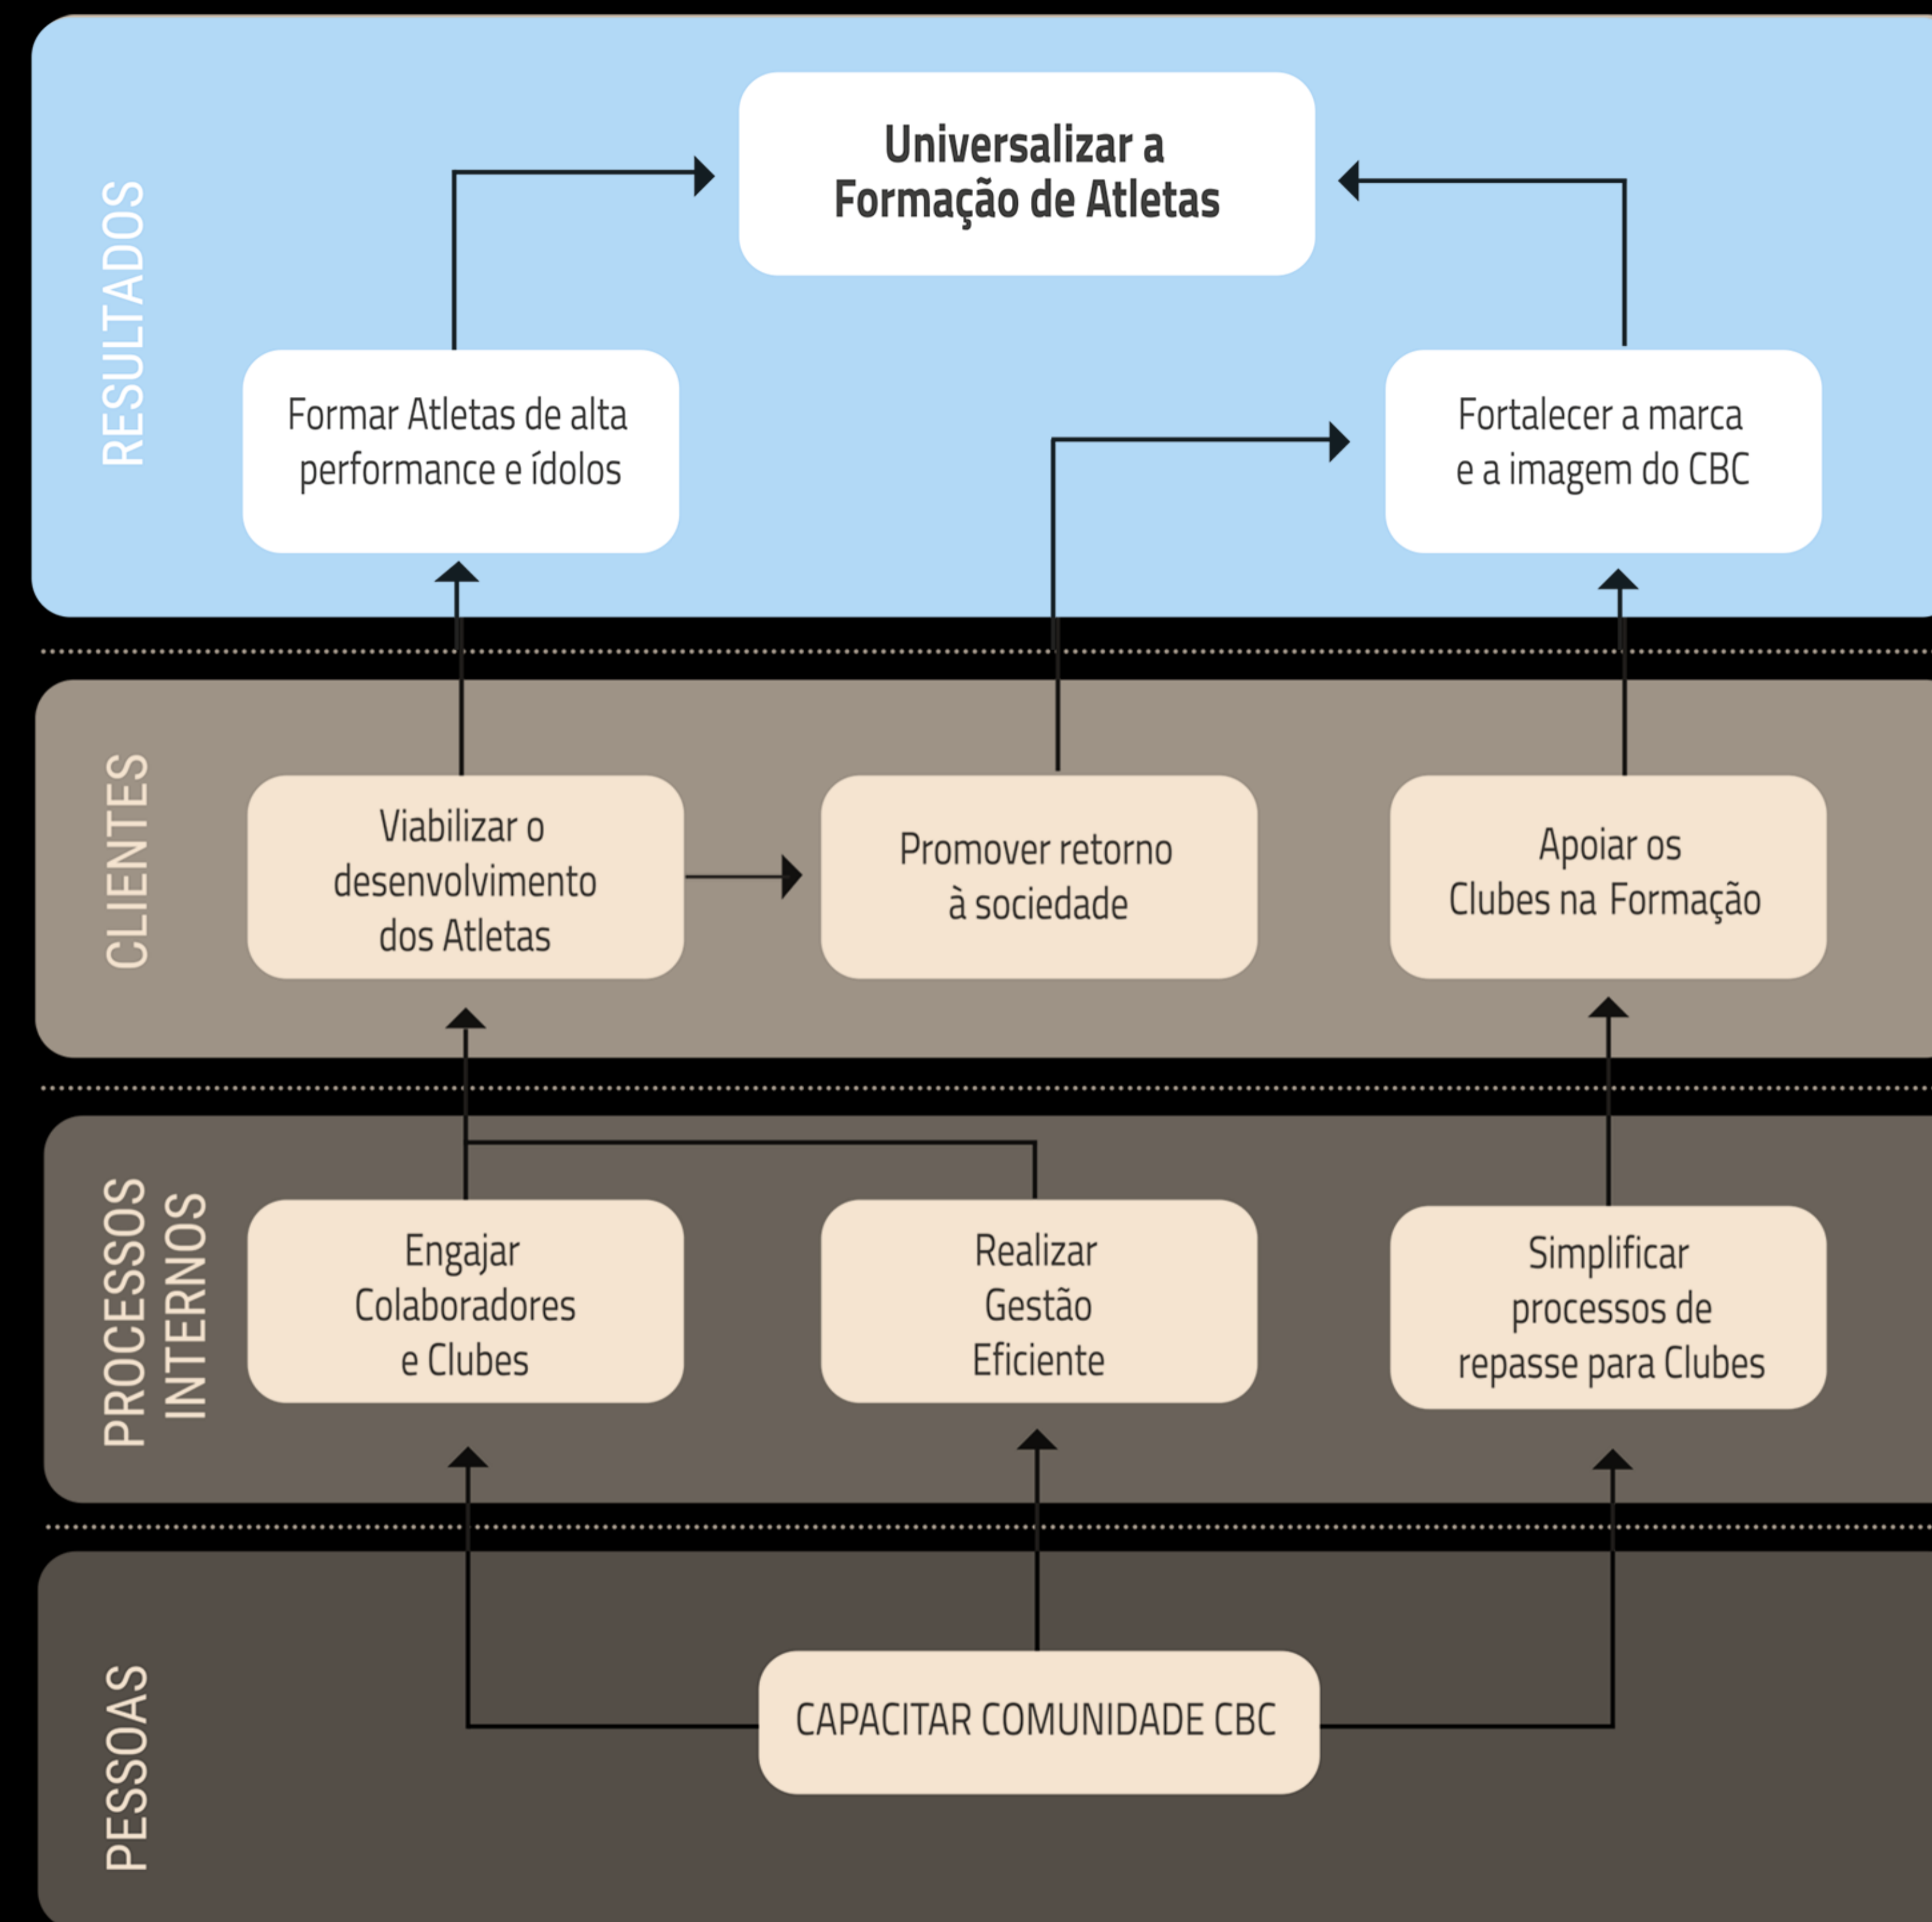 RESULTADOS
Universalizar a
Formação de Atletas
Formar Atletas de alta
performance e ídolos
Fortalecer a marca
e a imagem do CBC
CLIENTES
Viabilizar o
desenvolvimento
dos Atletas
Promover retorno
à sociedade
Apoiar os
Clubes na Formação
PROCESSOS
INTERNOS
Engajar
Colaboradores
e Clubes
Realizar
Gestão
Eficiente
Simplificar
processos de
repasse para Clubes
PESSOAS
CAPACITAR COMUNIDADE CBC